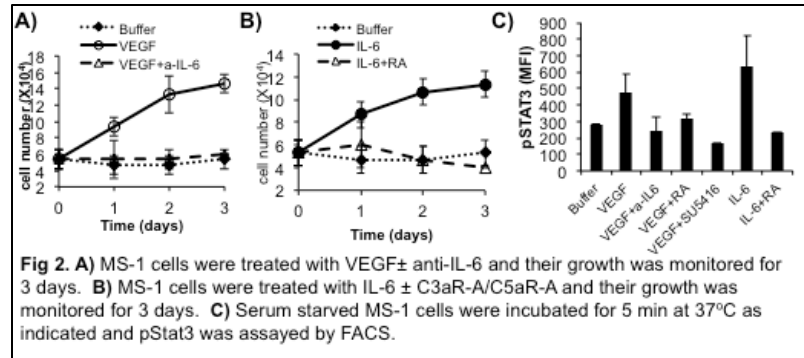 A)
Buffer
VEGF
VEGF+a-IL-6
cell number (X10⁴)
18
16
14
12
10
8
6
4
2
0 1 2 3
Time (days)
B)
Buffer
IL-6
IL-6+RA
cell number (X10⁴)
14
12
10
8
6
4
2
0 1 2 3
Time (days)
C)
pSTAT3 (MFI)
900
800
700
600
500
400
300
200
100
0
Buffer
VEGF
VEGF+a-IL6
VEGF+RA
VEGF+SU5416
IL-6
IL-6+RA
Fig 2. A) MS-1 cells were treated with VEGF± anti-IL-6 and their growth was monitored for
3 days. B) MS-1 cells were treated with IL-6 ± C3aR-A/C5aR-A and their growth was
monitored for 3 days. C) Serum starved MS-1 cells were incubated for 5 min at 37°C as
indicated and pStat3 was assayed by FACS.